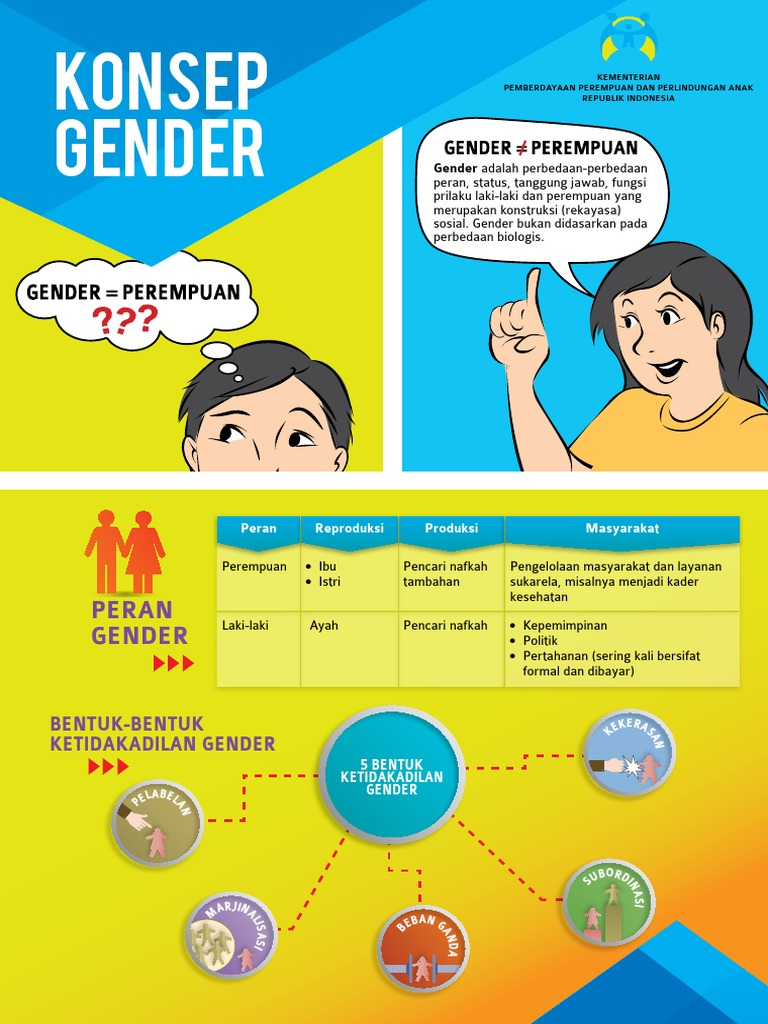 KONSEP
GENDER
KEMENTERIAN
PEMBERDAYAAN PEREMPUAN DAN PERLINDUNGAN ANAK
REPUBLIK INDONESIA
GENDER ≠ PEREMPUAN
Gender adalah perbedaan-perbedaan
peran, status, tanggung jawab, fungsi
prilaku laki-laki dan perempuan yang
merupakan konstruksi (rekayasa)
sosial. Gender bukan didasarkan pada
perbedaan biologis.
GENDER = PEREMPUAN
???
PERAN
GENDER
Peran Reproduksi Produksi Masyarakat
Perempuan
• Ibu
• Istri
Pencari nafkah
tambahan
Pengelolaan masyarakat dan layanan
sukarela, misalnya menjadi kader
kesehatan
Laki-laki
Ayah
Pencari nafkah
• Kepemimpinan
• Politik
• Pertahanan (sering kali bersifat
formal dan dibayar)
BENTUK-BENTUK
KETIDAKADILAN GENDER
5 BENTUK
KETIDAKADILAN
GENDER
KEKERASAN
PELABELAN
SUBORDINASI
MARJINALISASI
BEBAN GANDA